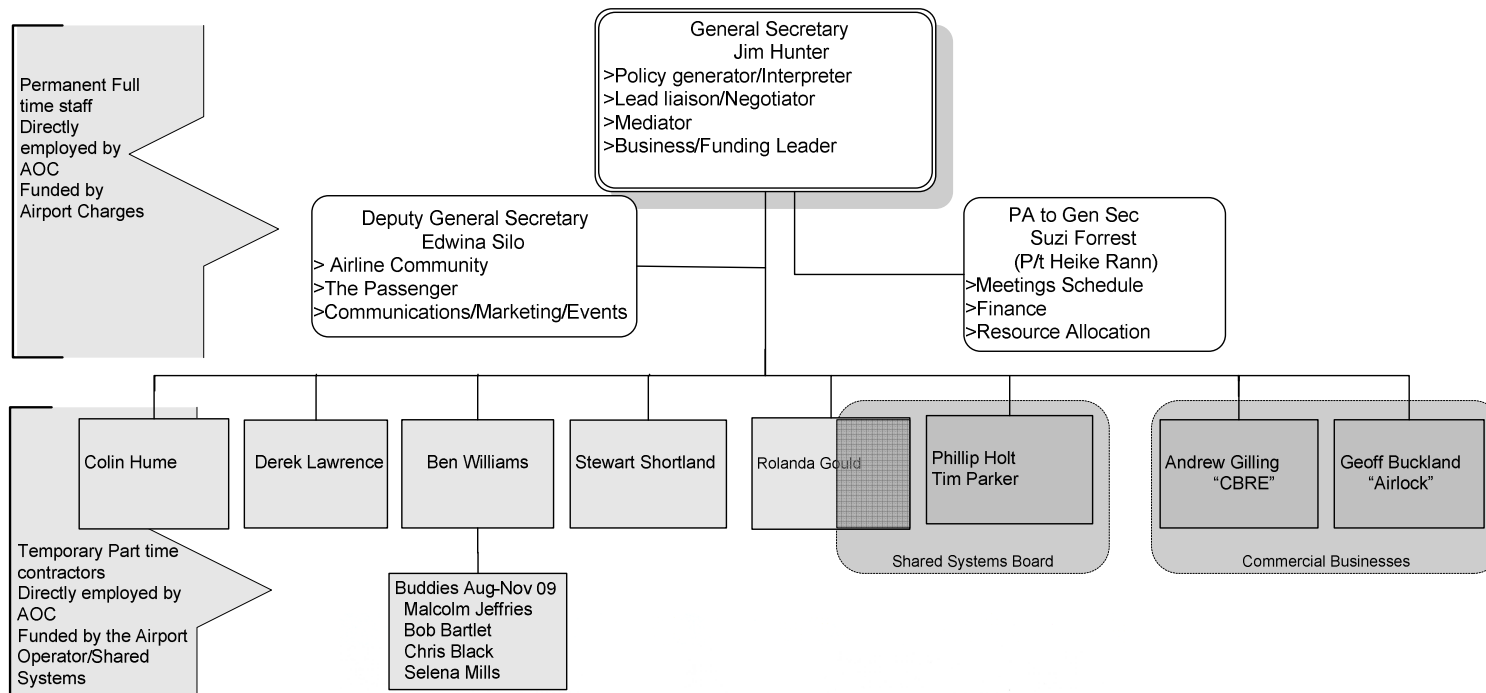 General Secretary
Jim Hunter
>Policy generator/Interpreter
>Lead liaison/Negotiator
>Mediator
>Business/Funding Leader
Permanent Full
time staff
Directly
employed by
AOC
Funded by
Airport Charges
Deputy General Secretary
Edwina Silo
> Airline Community
>The Passenger
>Communications/Marketing/Events
PA to Gen Sec
Suzi Forrest
(P/t Heike Rann)
>Meetings Schedule
>Finance
>Resource Allocation
Colin Hume
Derek Lawrence
Ben Williams
Stewart Shortland
Rolanda Gould
Phillip Holt
Tim Parker
Andrew Gilling
“CBRE”
Geoff Buckland
“Airlock”
Shared Systems Board
Commercial Businesses
Temporary Part time
contractors
Directly employed by
AOC
Funded by the Airport
Operator/Shared
Systems
Buddies Aug-Nov 09
Malcolm Jeffries
Bob Bartlet
Chris Black
Selena Mills